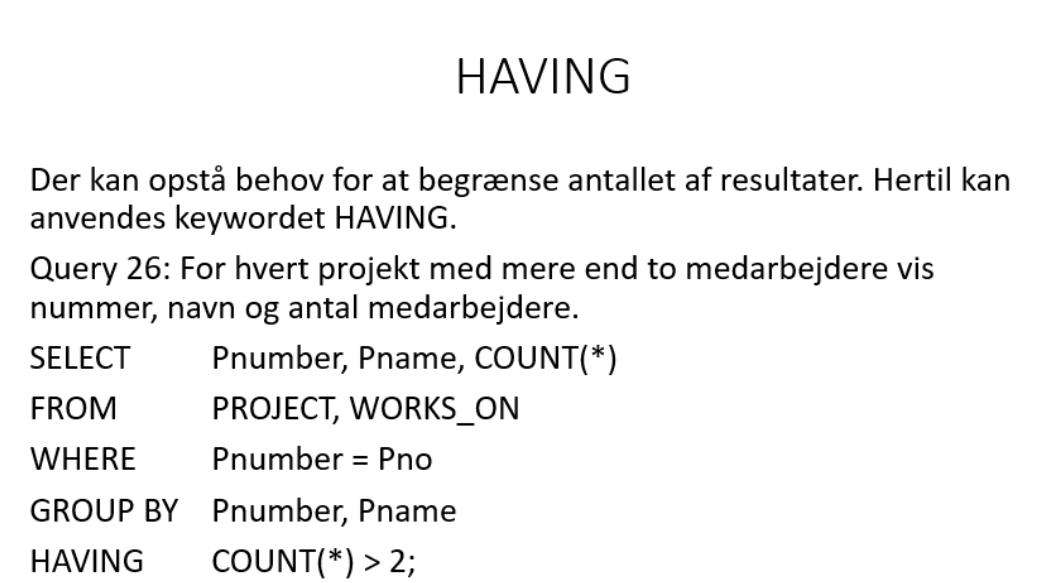 HAVING
Der kan opstå behov for at begrænse antallet af resultater. Hertil kan
anvendes keywordet HAVING.
Query 26: For hvert projekt med mere end to medarbejdere vis
nummer, navn og antal medarbejdere.
SELECT Pnumber, Pname, COUNT(*)
FROM PROJECT, WORKS_ON
WHERE Pnumber = Pno
GROUP BY Pnumber, Pname
HAVING COUNT(*) > 2;